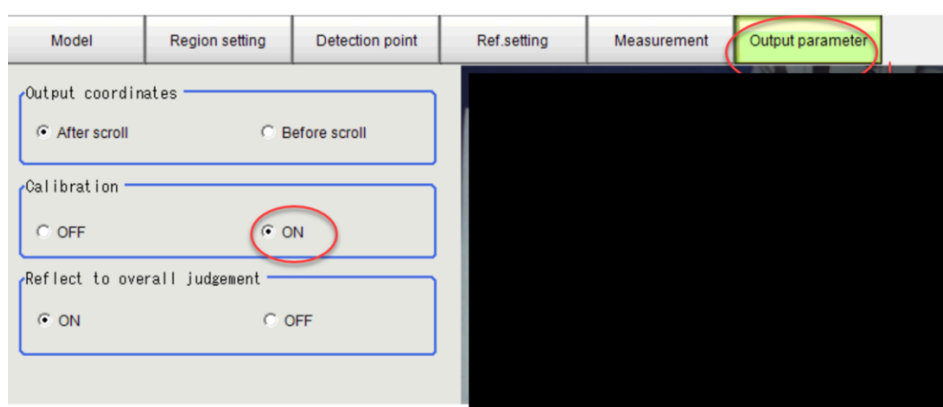 Model Region setting Detection point Ref.setting Measurement Output parameter
Output coordinates
After scroll Before scroll
Calibration
OFF ON
Reflect to overall judgement
ON OFF